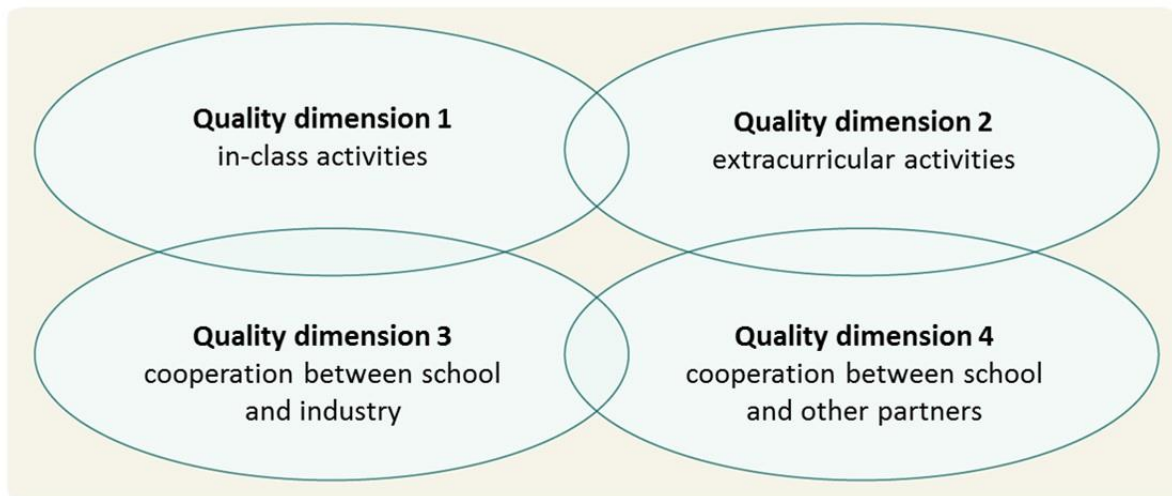 Quality dimension 1
in-class activities
Quality dimension 2
extracurricular activities
Quality dimension 3
cooperation between school
and industry
Quality dimension 4
cooperation between school
and other partners